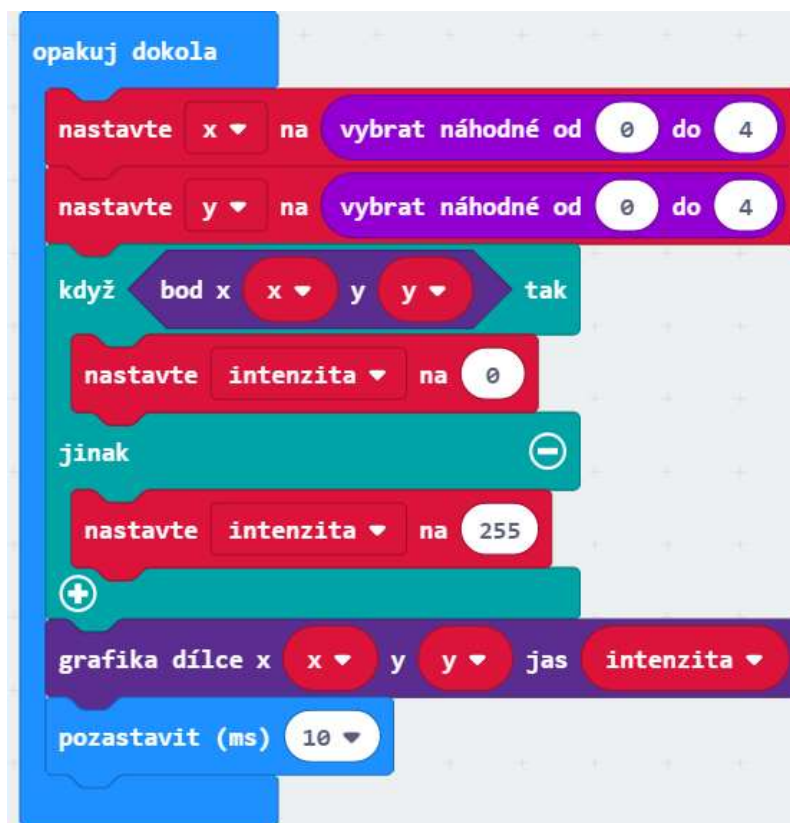 opakuj dokola
nastavte x na vybrat náhodné od 0 do 4
nastavte y na vybrat náhodné od 0 do 4
když bod x x y y tak
nastavte intenzita na 0
jinak
nastavte intenzita na 255
grafika dílce x x y y jas intenzita
pozastavit (ms) 10